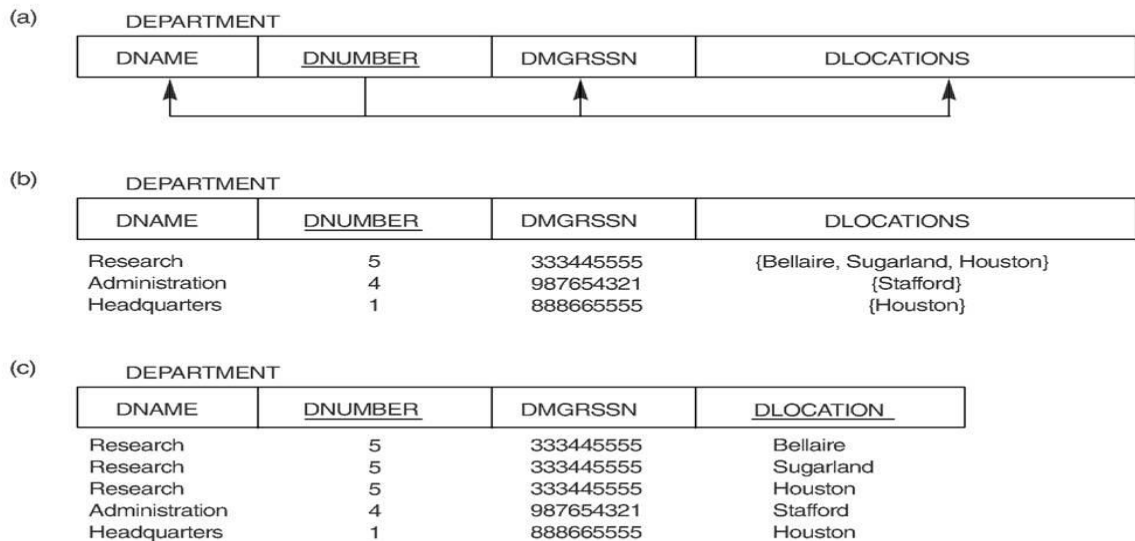 (a)
DEPARTMENT
DNAME DNUMBER DMGRSSN DLOCATIONS
(b)
DEPARTMENT
DNAME DNUMBER DMGRSSN DLOCATIONS
Research 5 333445555 {Bellaire, Sugarland, Houston}
Administration 4 987654321 {Stafford}
Headquarters 1 888665555 {Houston}
(c)
DEPARTMENT
DNAME DNUMBER DMGRSSN DLOCATION
Research 5 333445555 Bellaire
Research 5 333445555 Sugarland
Research 5 333445555 Houston
Administration 4 987654321 Stafford
Headquarters 1 888665555 Houston